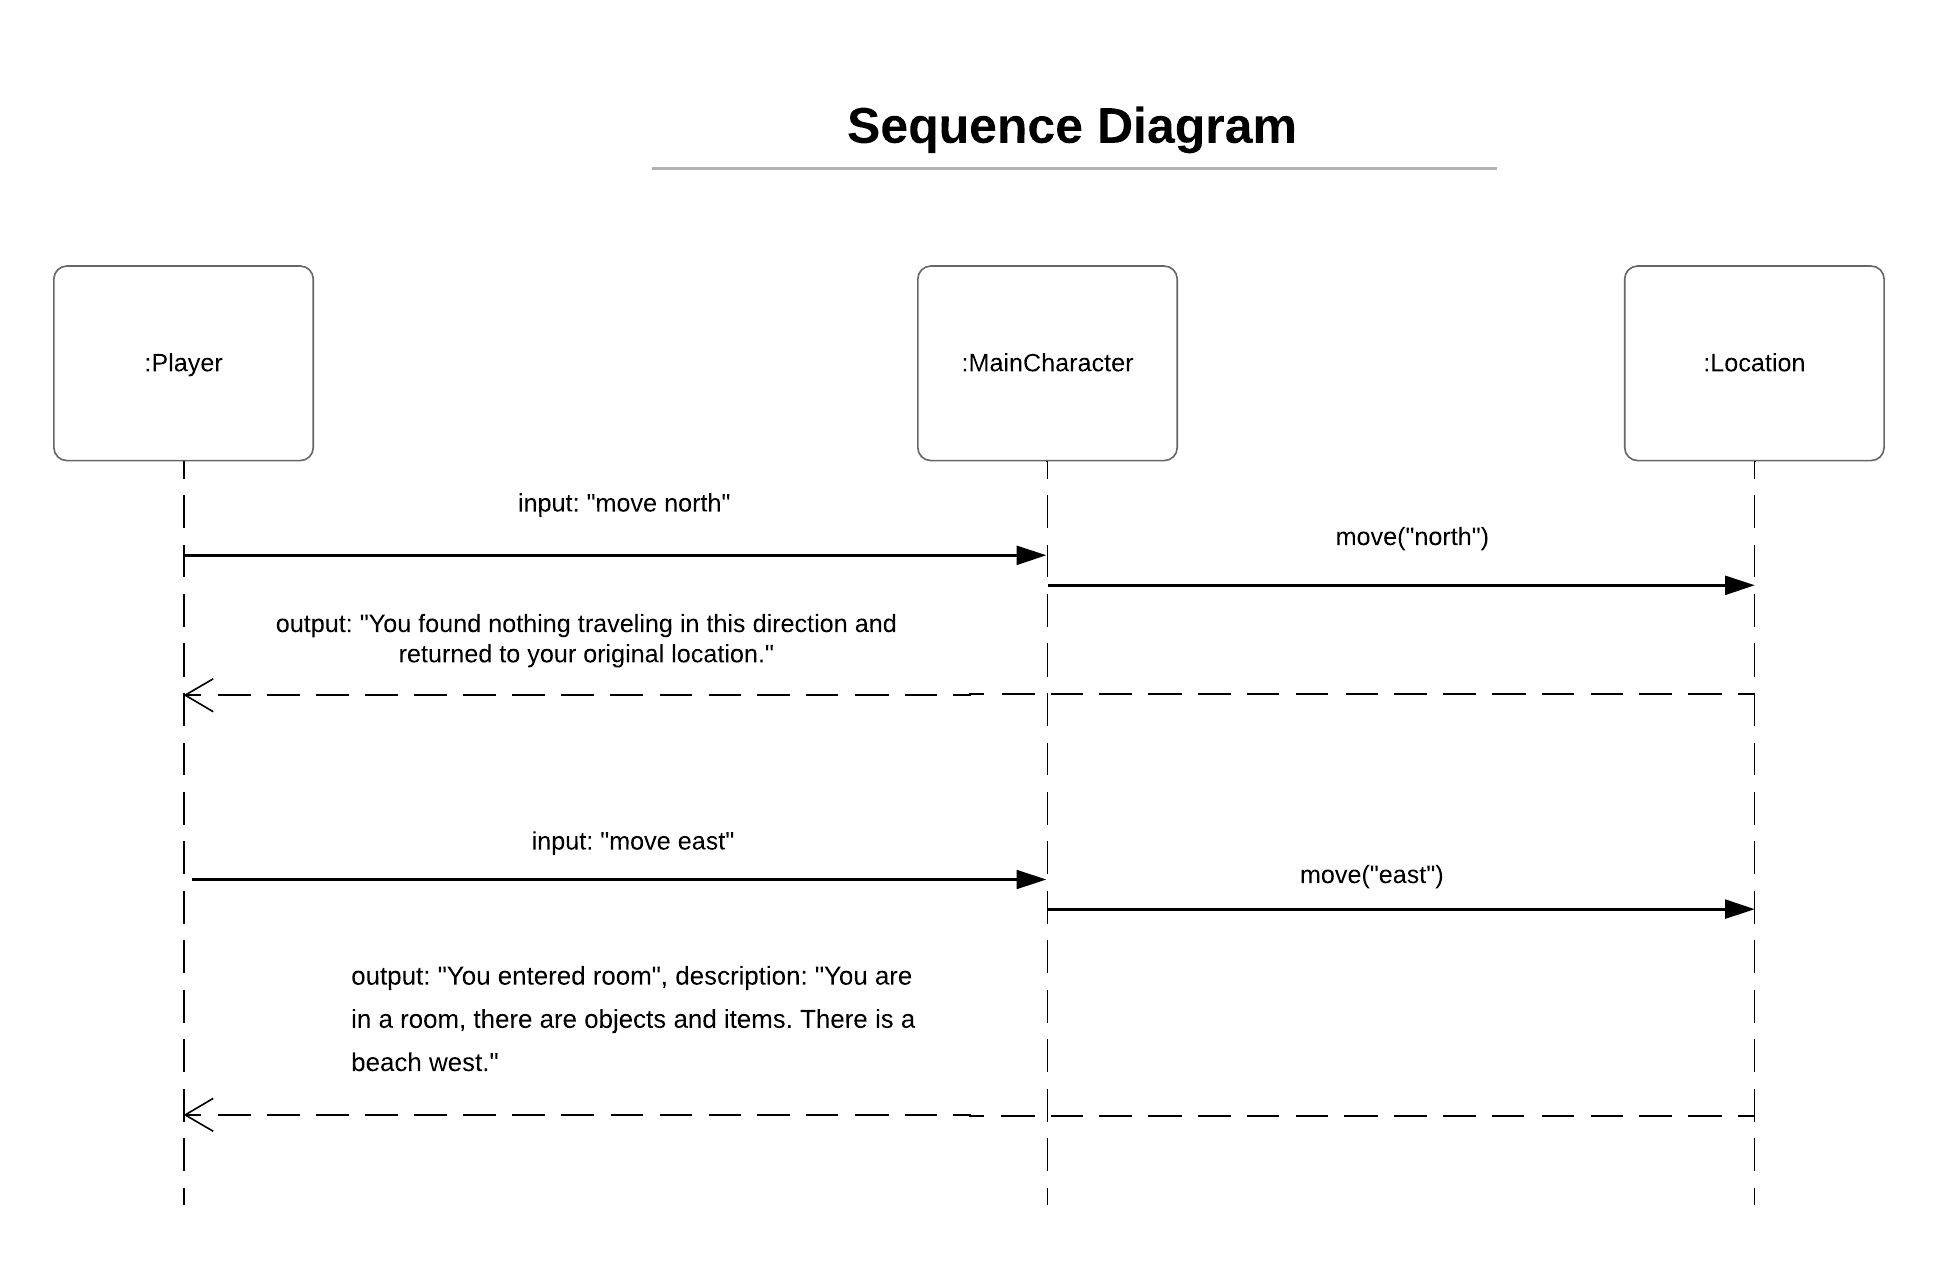 Sequence Diagram
:Player
:MainCharacter
:Location
input: "move north"
move("north")
output: "You found nothing traveling in this direction and
returned to your original location."
input: "move east"
move("east")
output: "You entered room", description: "You are
in a room, there are objects and items. There is a
beach west."